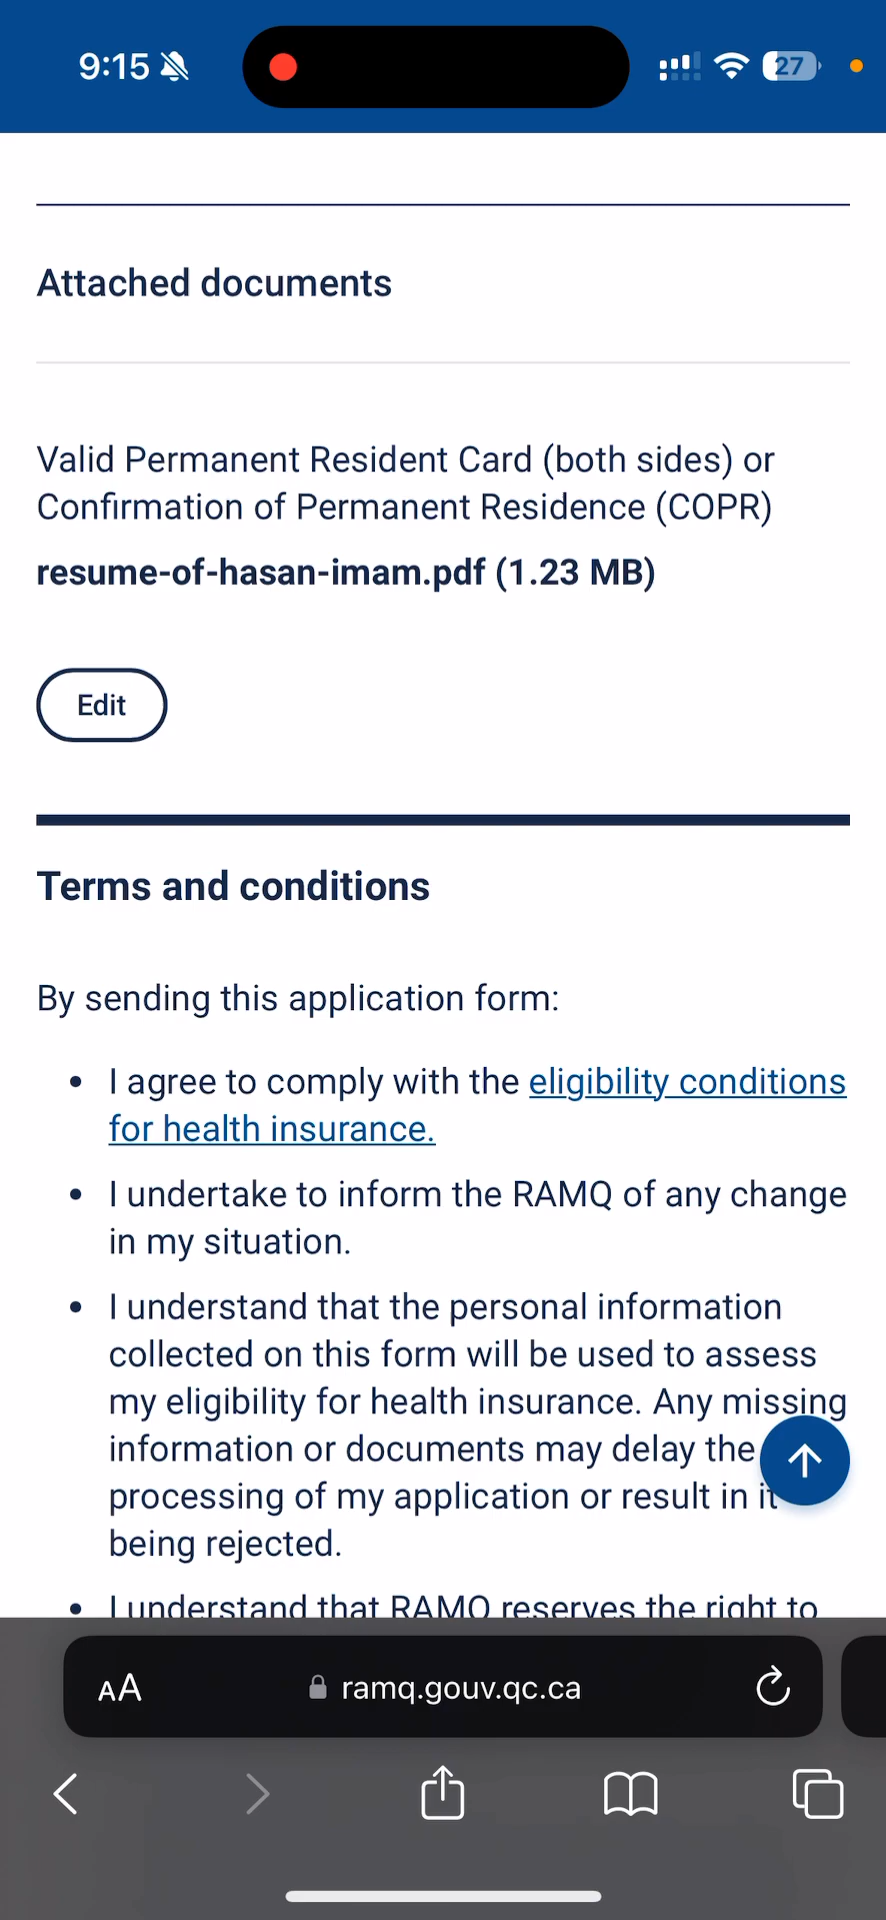 9:15
27
Attached documents
Valid Permanent Resident Card (both sides) or
Confirmation of Permanent Residence (COPR)
resume-of-hasan-imam.pdf (1.23 MB)
Edit
Terms and conditions
By sending this application form:
• I agree to comply with the eligibility conditions
for health insurance.
• I undertake to inform the RAMQ of any change
in my situation.
• I understand that the personal information
collected on this form will be used to assess
my eligibility for health insurance. Any missing
information or documents may delay the
processing of my application or result in it
being rejected.
• I understand that RAMQ reserves the right to
AA
ramq.gouv.qc.ca